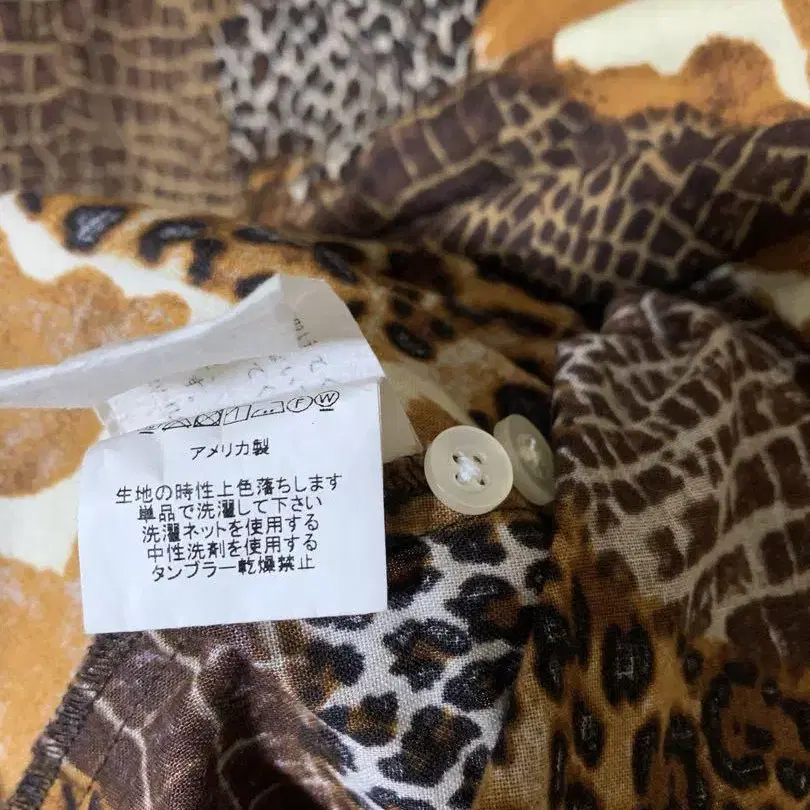 アメリカ製
生地の時性上色落ちします
単品で洗濯して下さい
洗濯ネットを使用する
中性洗剤を使用する
タンブラー乾燥禁止